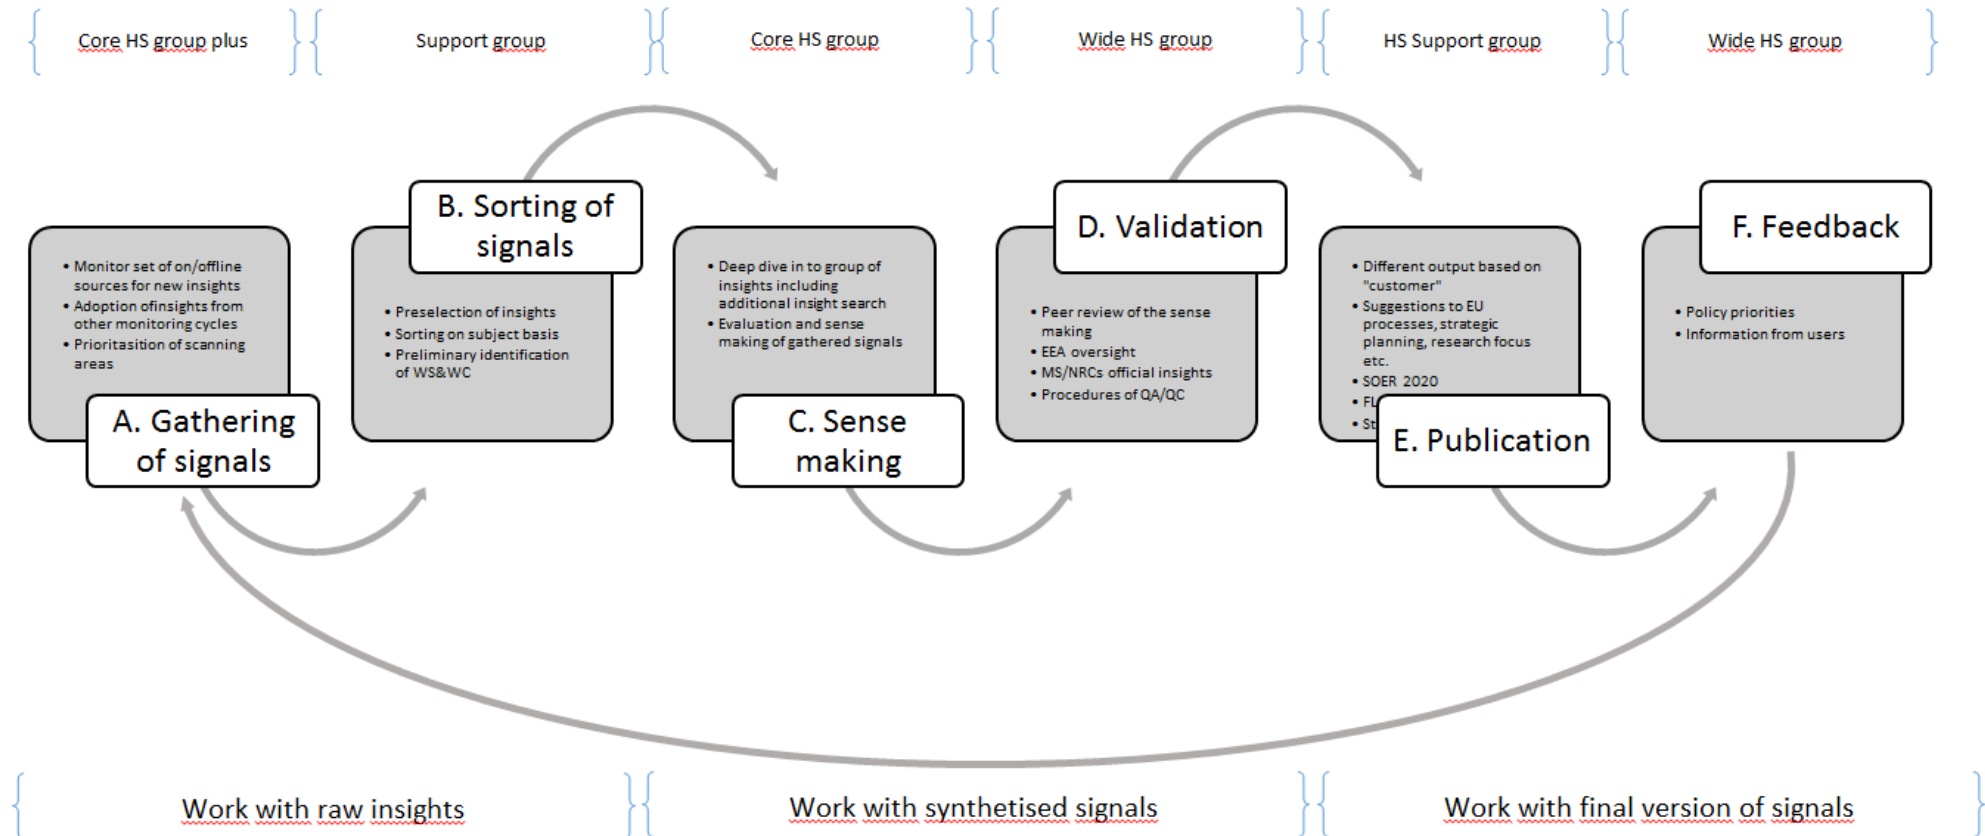 Core HS group plus
Support group
Core HS group
Wide HS group
HS Support group
Wide HS group
• Monitor set of on/offline
sources for new insights
• Adoption ofinsights from
other monitoring cycles
• Prioritasition of scanning
areas
A. Gathering
of signals
B. Sorting of
signals
• Preselection of insights
• Sorting on subject basis
• Preliminary identification
of WS&WC
• Deep dive in to group of
insights including
additional insight search
• Evaluation and sense
making of gathered signals
C. Sense
making
D. Validation
• Peer review of the sense
making
• EEA oversight
• MS/NRCs official insights
• Procedures of QA/QC
• Different output based on
"customer"
• Suggestions to EU
processes, strategic
planning, research focus
etc.
• SOER 2020
E. Publication
F. Feedback
• Policy priorities
• Information from users
Work with raw insights
Work with synthetised signals
Work with final version of signals